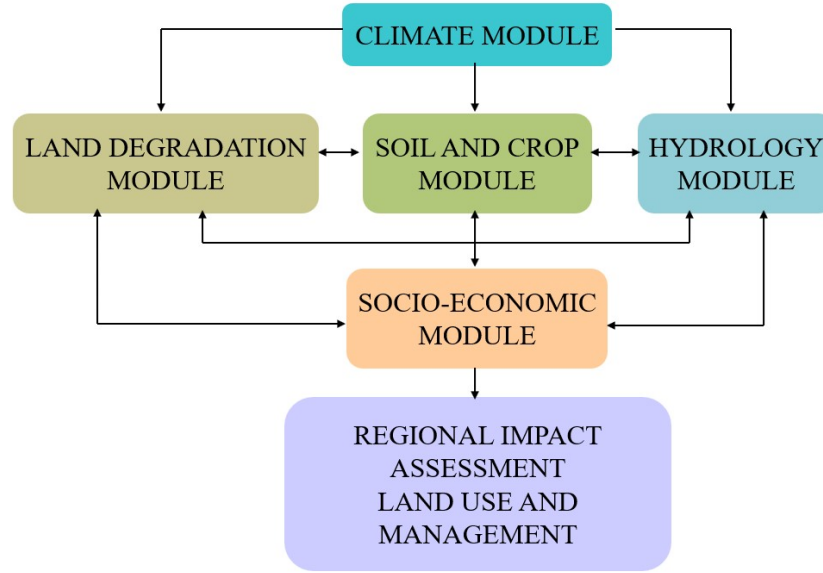 CLIMATE MODULE
LAND DEGRADATION
MODULE
SOIL AND CROP
MODULE
HYDROLOGY
MODULE
SOCIO-ECONOMIC
MODULE
REGIONAL IMPACT
ASSESSMENT
LAND USE AND
MANAGEMENT